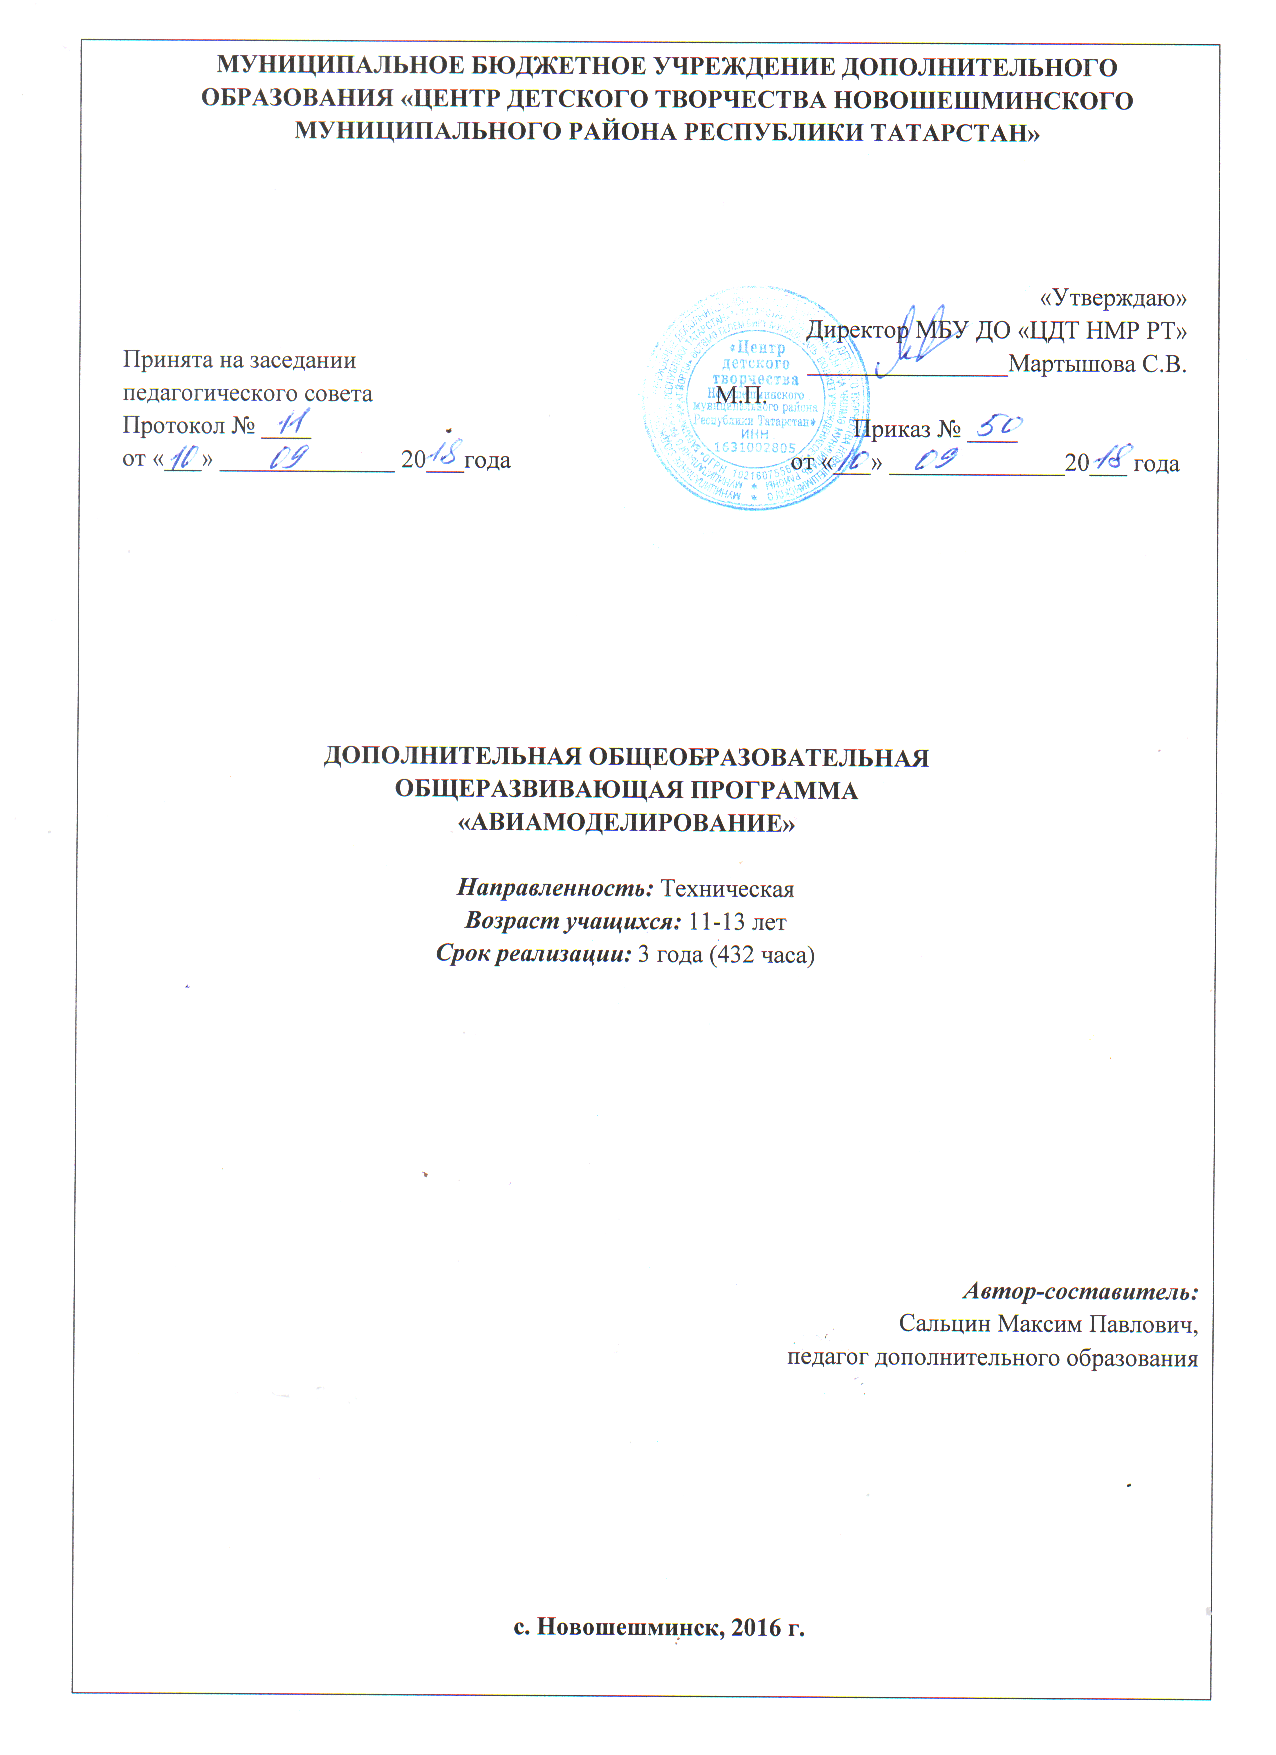 МУНИЦИПАЛЬНОЕ БЮДЖЕТНОЕ УЧРЕЖДЕНИЕ ДОПОЛНИТЕЛЬНОГО
ОБРАЗОВАНИЯ «ЦЕНТР ДЕТСКОГО ТВОРЧЕСТВА НОВОШЕШМИНСКОГО
МУНИЦИПАЛЬНОГО РАЙОНА РЕСПУБЛИКИ ТАТАРСТАН»
Принята на заседании
педагогического совета
Протокол № 11
от «10» 09 2018 года
«Утверждаю»
Директор МБУ ДО «ЦДТ НМР РТ»
________________Мартышова С.В.
М.П.
Приказ № 50
от «10» 09 2018 года
«Центр
детского
творчества
Новошешминского
муниципального района
Республики Татарстан»
ИНН
1631002805
ДОПОЛНИТЕЛЬНАЯ ОБЩЕОБРАЗОВАТЕЛЬНАЯ
ОБЩЕРАЗВИВАЮЩАЯ ПРОГРАММА
«АВИАМОДЕЛИРОВАНИЕ»
Направленность: Техническая
Возраст учащихся: 11-13 лет
Срок реализации: 3 года (432 часа)
Автор-составитель:
Сальцин Максим Павлович,
педагог дополнительного образования
с. Новошешминск, 2016 г.